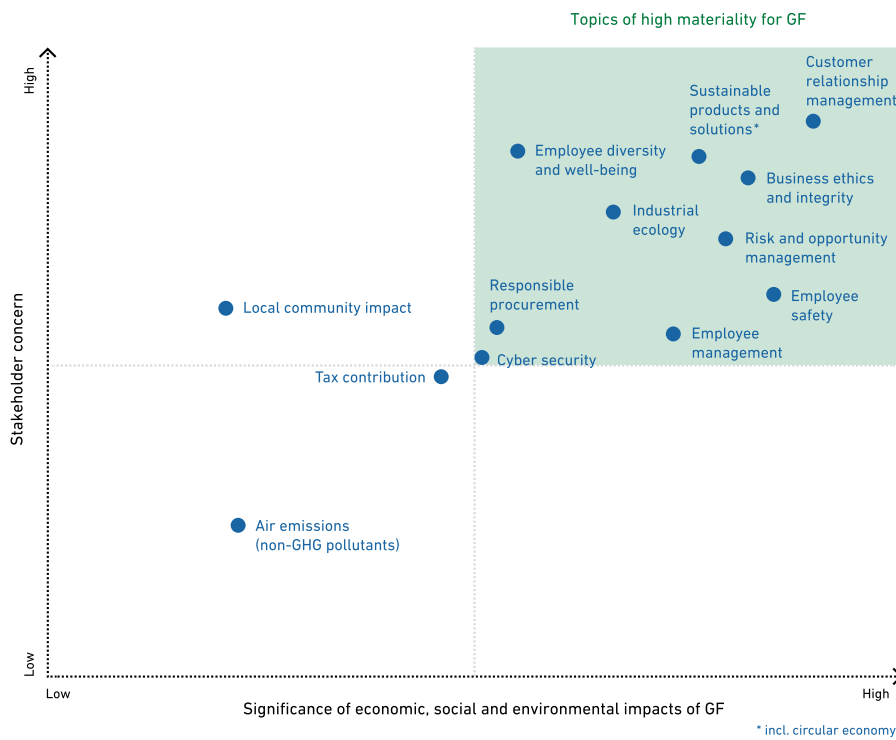 Topics of high materiality for GF
High
Customer
relationship
management
Sustainable
products and
solutions*
Employee diversity
and well-being
Business ethics
and integrity
Industrial
ecology
Risk and opportunity
management
Responsible
procurement
Employee
safety
Local community impact
Employee
management
Cyber security
Tax contribution
Stakeholder concern
Air emissions
(non-GHG pollutants)
Low
Low
High
Significance of economic, social and environmental impacts of GF
* incl. circular economy